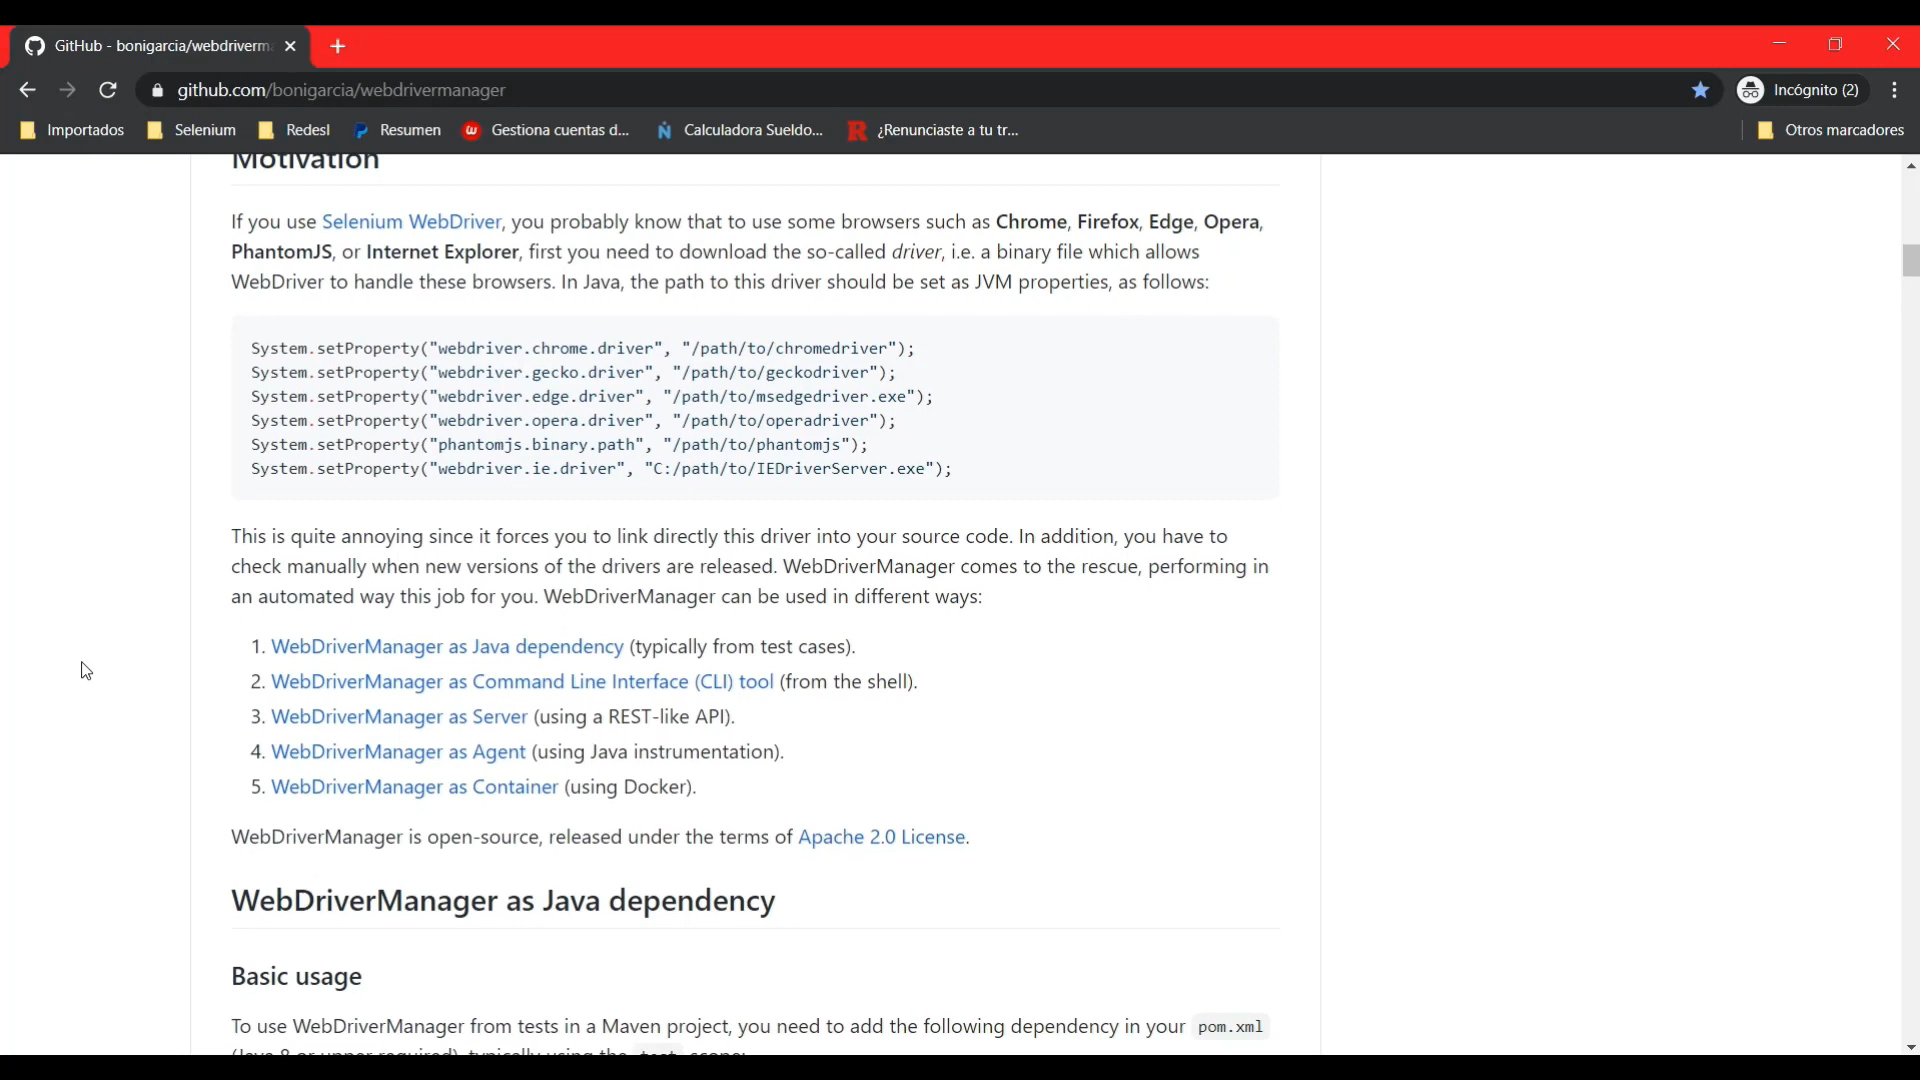 GitHub - bonigarcia/webdriverma
github.com/bonigarcia/webdrivermanager
Incógnito (2)
Importados
Selenium
Redesl
Resumen
Gestiona cuentas d...
Calculadora Sueldo...
¿Renunciaste a tu tr...
Otros marcadores
Motivation
If you use Selenium WebDriver, you probably know that to use some browsers such as Chrome, Firefox, Edge, Opera,
PhantomJS, or Internet Explorer, first you need to download the so-called driver, i.e. a binary file which allows
WebDriver to handle these browsers. In Java, the path to this driver should be set as JVM properties, as follows:
System.setProperty("webdriver.chrome.driver", "/path/to/chromedriver");
System.setProperty("webdriver.gecko.driver", "/path/to/geckodriver");
System.setProperty("webdriver.edge.driver", "/path/to/msedgedriver.exe");
System.setProperty("webdriver.opera.driver", "/path/to/operadriver");
System.setProperty("phantomjs.binary.path", "/path/to/phantomjs");
System.setProperty("webdriver.ie.driver", "C:/path/to/IEDriverServer.exe");
This is quite annoying since it forces you to link directly this driver into your source code. In addition, you have to
check manually when new versions of the drivers are released. WebDriverManager comes to the rescue, performing in
an automated way this job for you. WebDriverManager can be used in different ways:
1. WebDriverManager as Java dependency (typically from test cases).
2. WebDriverManager as Command Line Interface (CLI) tool (from the shell).
3. WebDriverManager as Server (using a REST-like API).
4. WebDriverManager as Agent (using Java instrumentation).
5. WebDriverManager as Container (using Docker).
WebDriverManager is open-source, released under the terms of Apache 2.0 License.
WebDriverManager as Java dependency
Basic usage
To use WebDriverManager from tests in a Maven project, you need to add the following dependency in your pom.xml
(Java 8 or upper required), typically using the test scope: